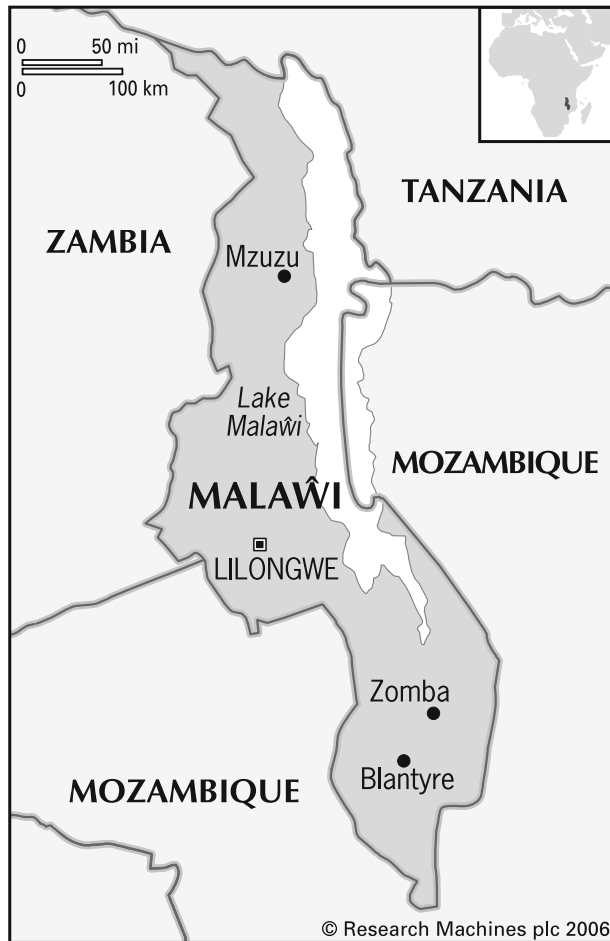 0 50 mi
0 100 km
TANZANIA
ZAMBIA
Mzuzu
Lake
Malaŵi
MOZAMBIQUE
MALAŴI
LILONGWE
Zomba
MOZAMBIQUE
Blantyre
© Research Machines plc 2006